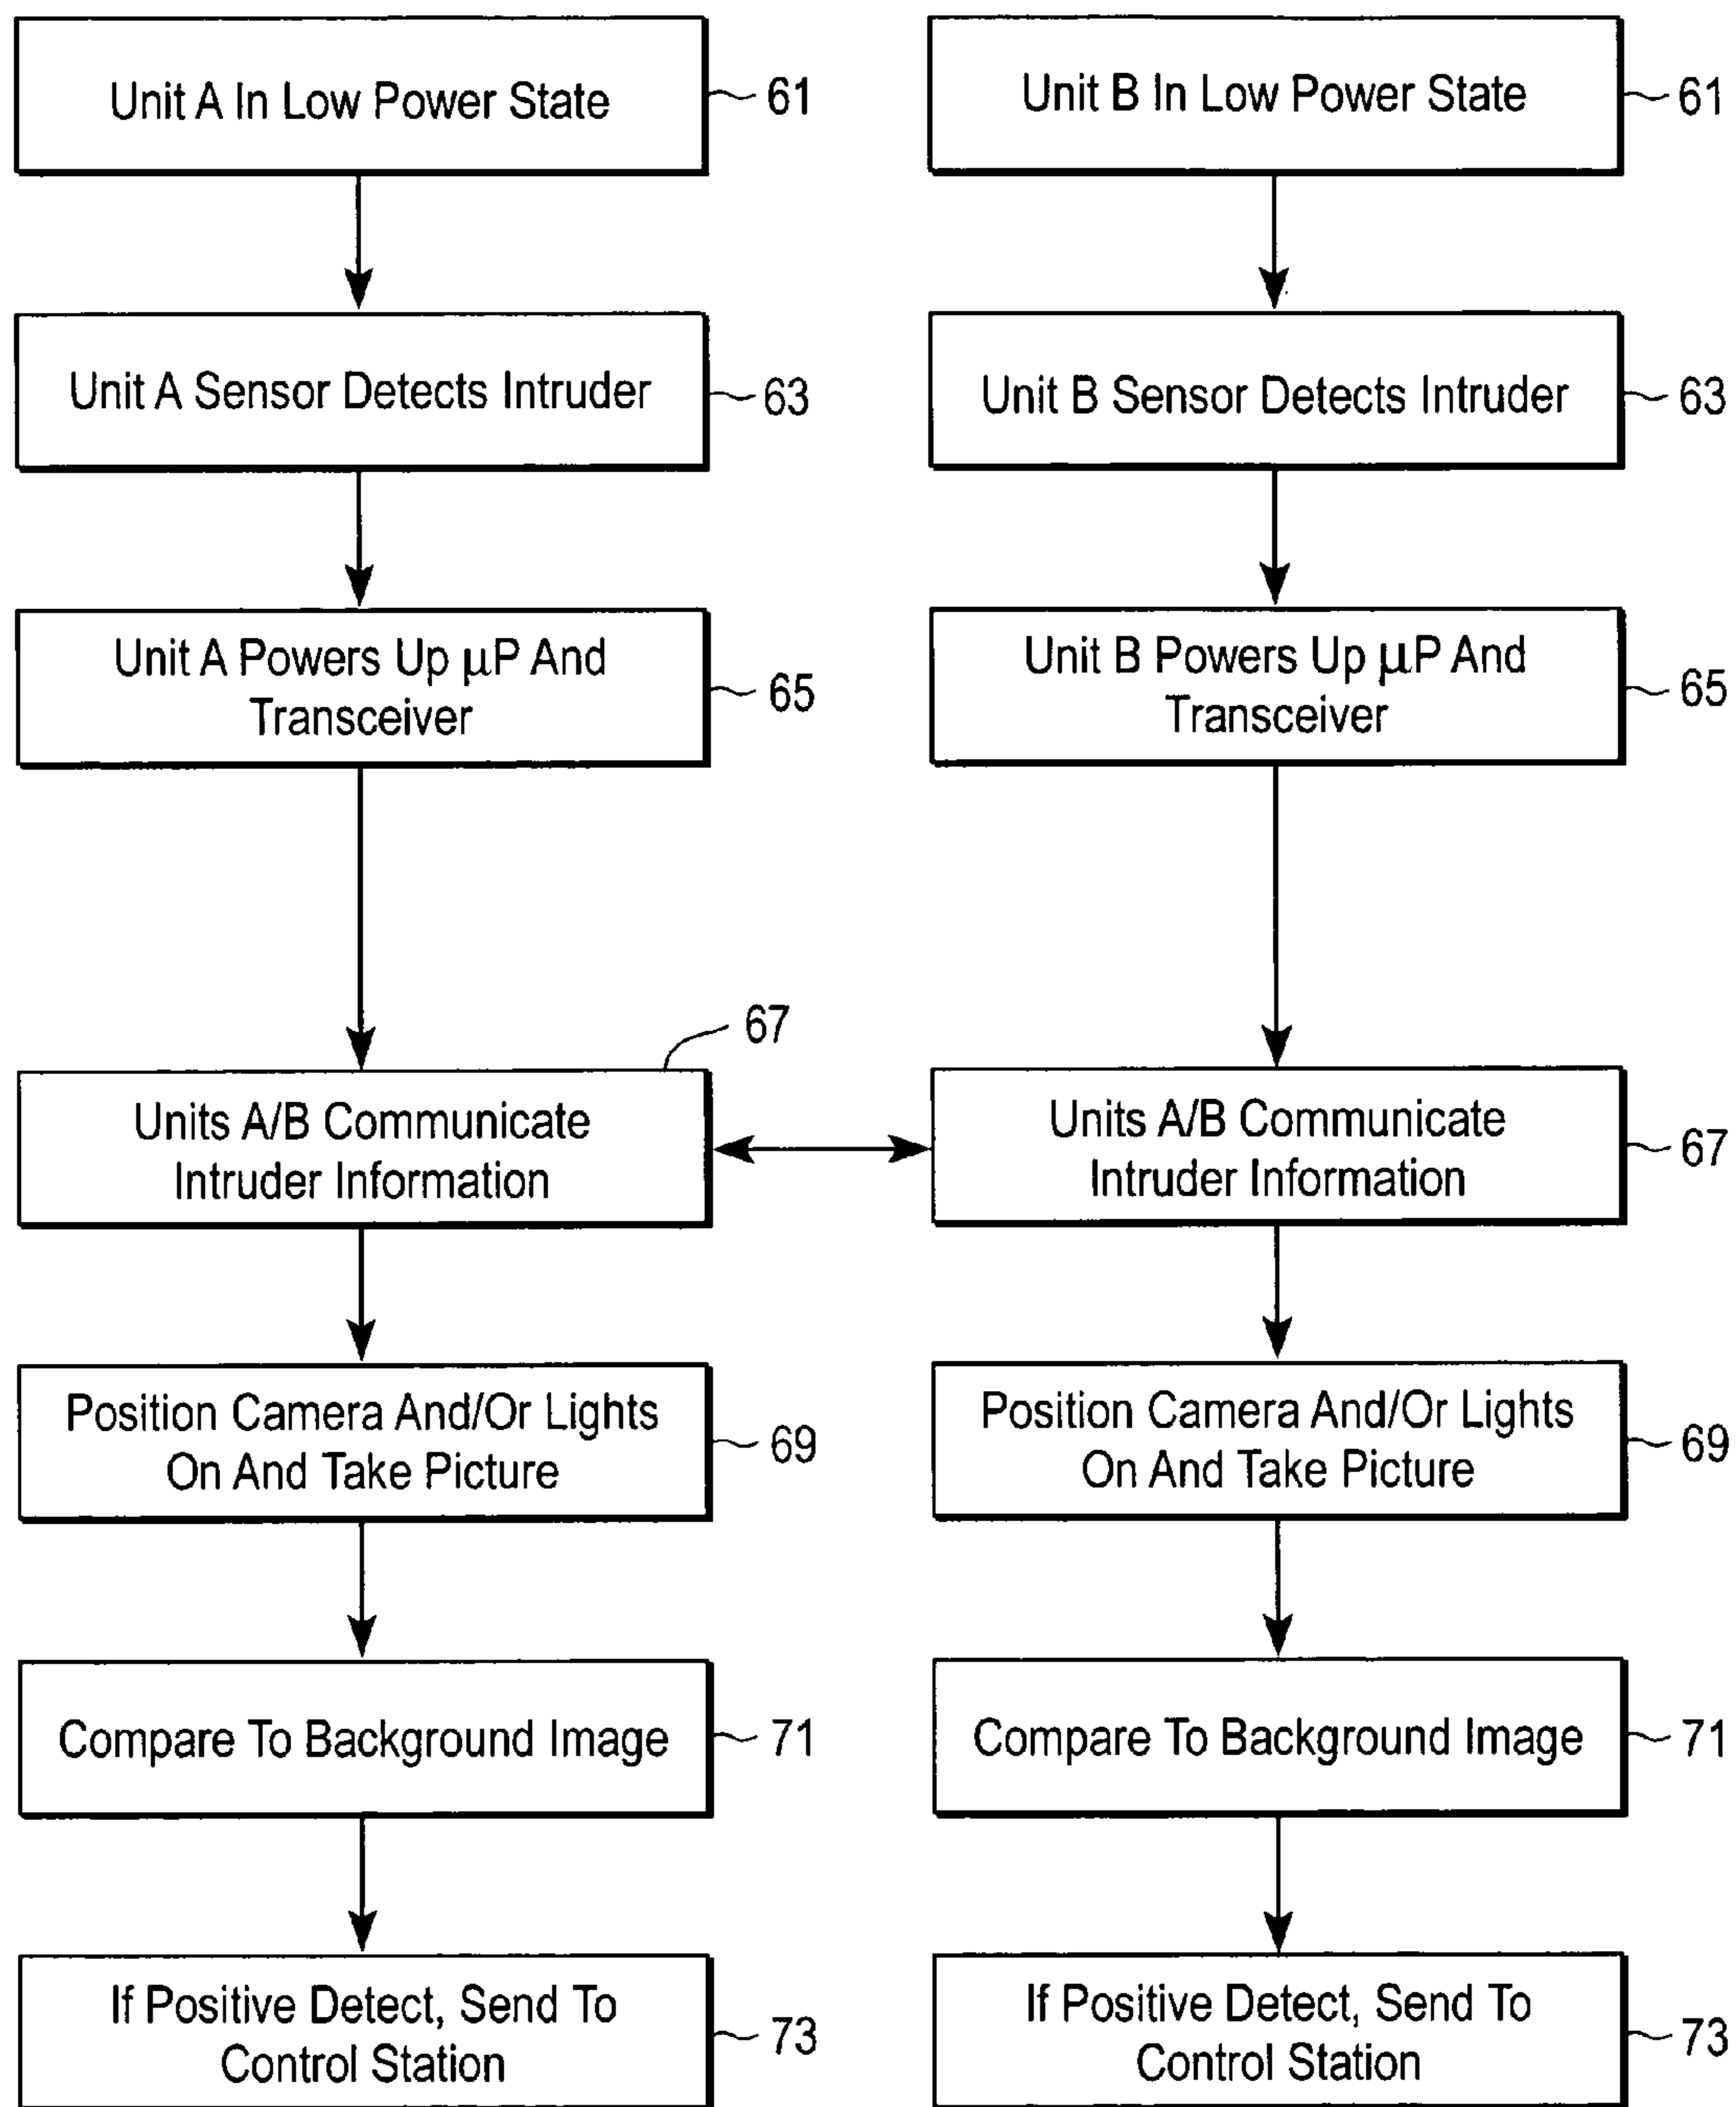 Unit A In Low Power State
61
Unit B In Low Power State
61
Unit A Sensor Detects Intruder
63
Unit B Sensor Detects Intruder
63
Unit A Powers Up μP And
Transceiver
65
Unit B Powers Up μP And
Transceiver
65
67
Units A/B Communicate
Intruder Information
Units A/B Communicate
Intruder Information
67
Position Camera And/Or Lights
On And Take Picture
69
Position Camera And/Or Lights
On And Take Picture
69
Compare To Background Image
71
Compare To Background Image
71
If Positive Detect, Send To
Control Station
73
If Positive Detect, Send To
Control Station
73